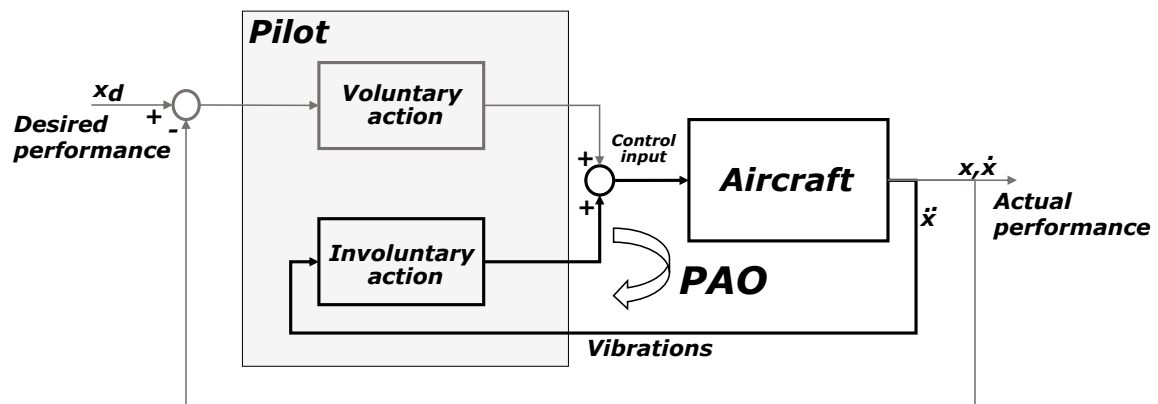 Pilot
x_d
Desired
performance
+
-
Voluntary
action
Control
input
+
+
Aircraft
x,ẋ
Actual
performance
ẍ
Involuntary
action
PAO
Vibrations